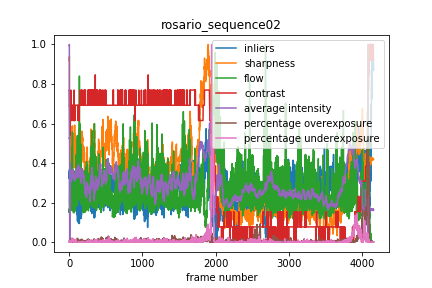 rosario_sequence02
1.0
0.8
0.6
0.4
0.2
0.0
inliers
sharpness
flow
contrast
average intensity
percentage overexposure
percentage underexposure
0 1000 2000 3000 4000
frame number